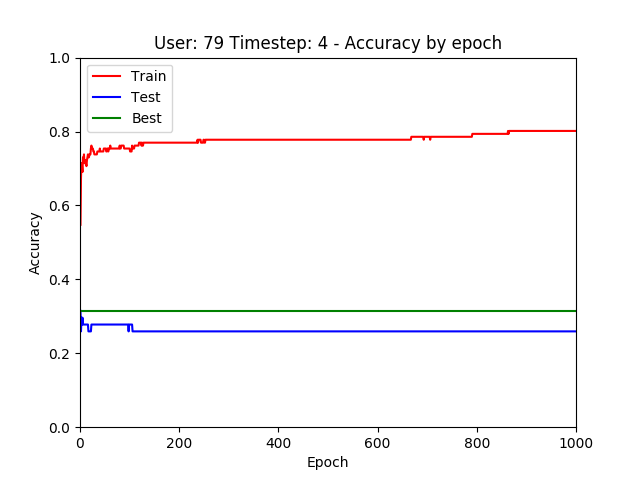 User: 79 Timestep: 4 - Accuracy by epoch
Train
Test
Best
Accuracy
1.0
0.8
0.6
0.4
0.2
0.0
0 200 400 600 800 1000
Epoch